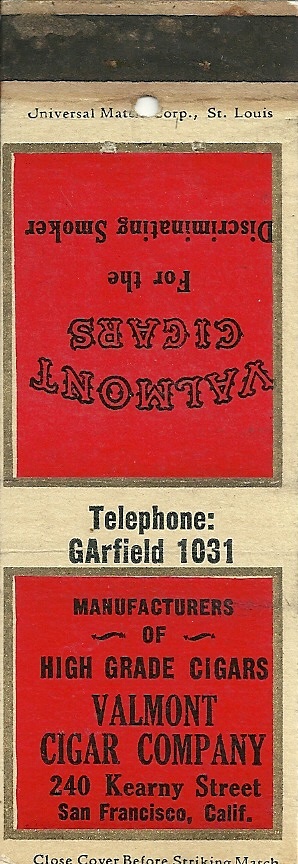 Universal Match Corp., St. Louis
VALMONT
CIGARS
For the
Discriminating Smoker
Telephone:
GArfield 1031
MANUFACTURERS
OF
HIGH GRADE CIGARS
VALMONT
CIGAR COMPANY
240 Kearny Street
San Francisco, Calif.
Close Cover Before Striking Match